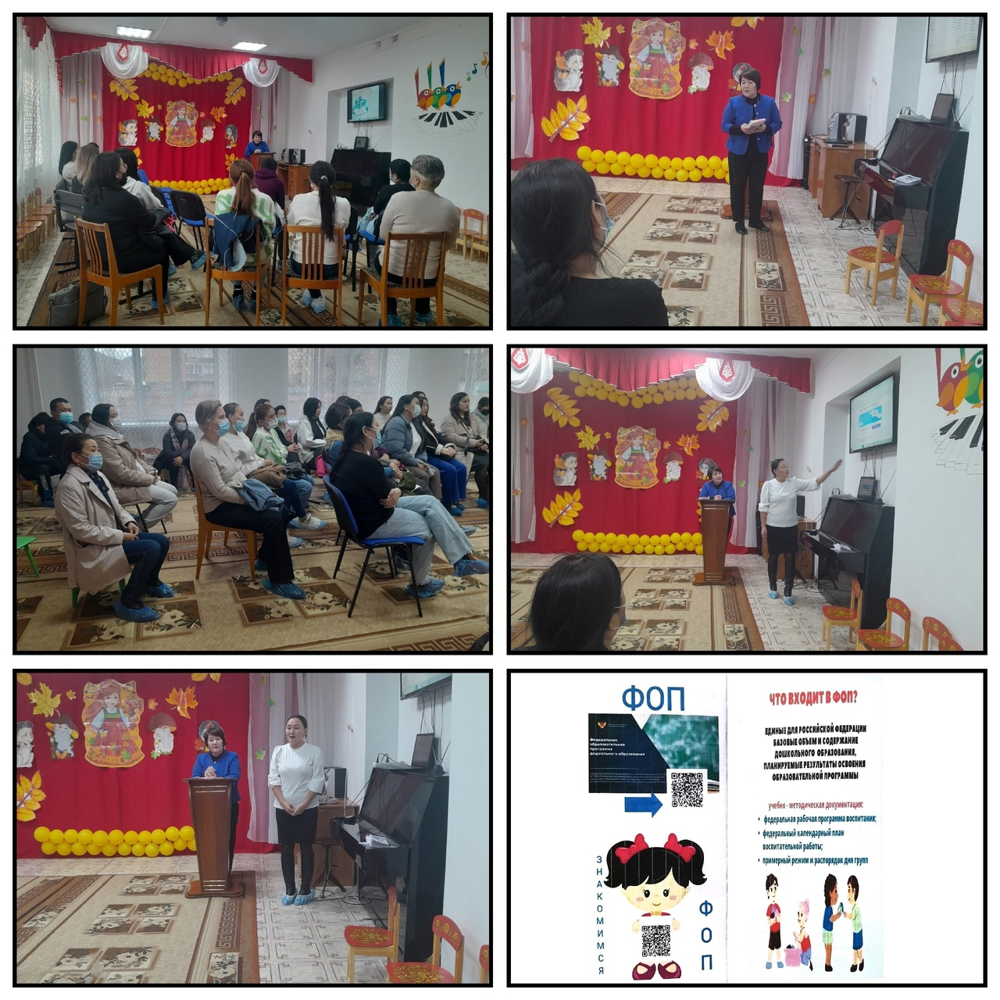 ФОП
Федеральная
образовательная
программа
дошкольного образования
ЗНАКОМИМСЯ
ФОП
ЧТО ВХОДИТ В ФОП?
ЕДИНЫЕ ДЛЯ РОССИЙСКОЙ ФЕДЕРАЦИИ
БАЗОВЫЕ ОБЪЕМ И СОДЕРЖАНИЕ
ДОШКОЛЬНОГО ОБРАЗОВАНИЯ,
ПЛАНИРУЕМЫЕ РЕЗУЛЬТАТЫ ОСВОЕНИЯ
ОБРАЗОВАТЕЛЬНОЙ ПРОГРАММЫ
учебно - методическая документация:
• федеральная рабочая программа воспитания;
• федеральный календарный план
воспитательной работы;
• примерный режим и распорядок дня групп